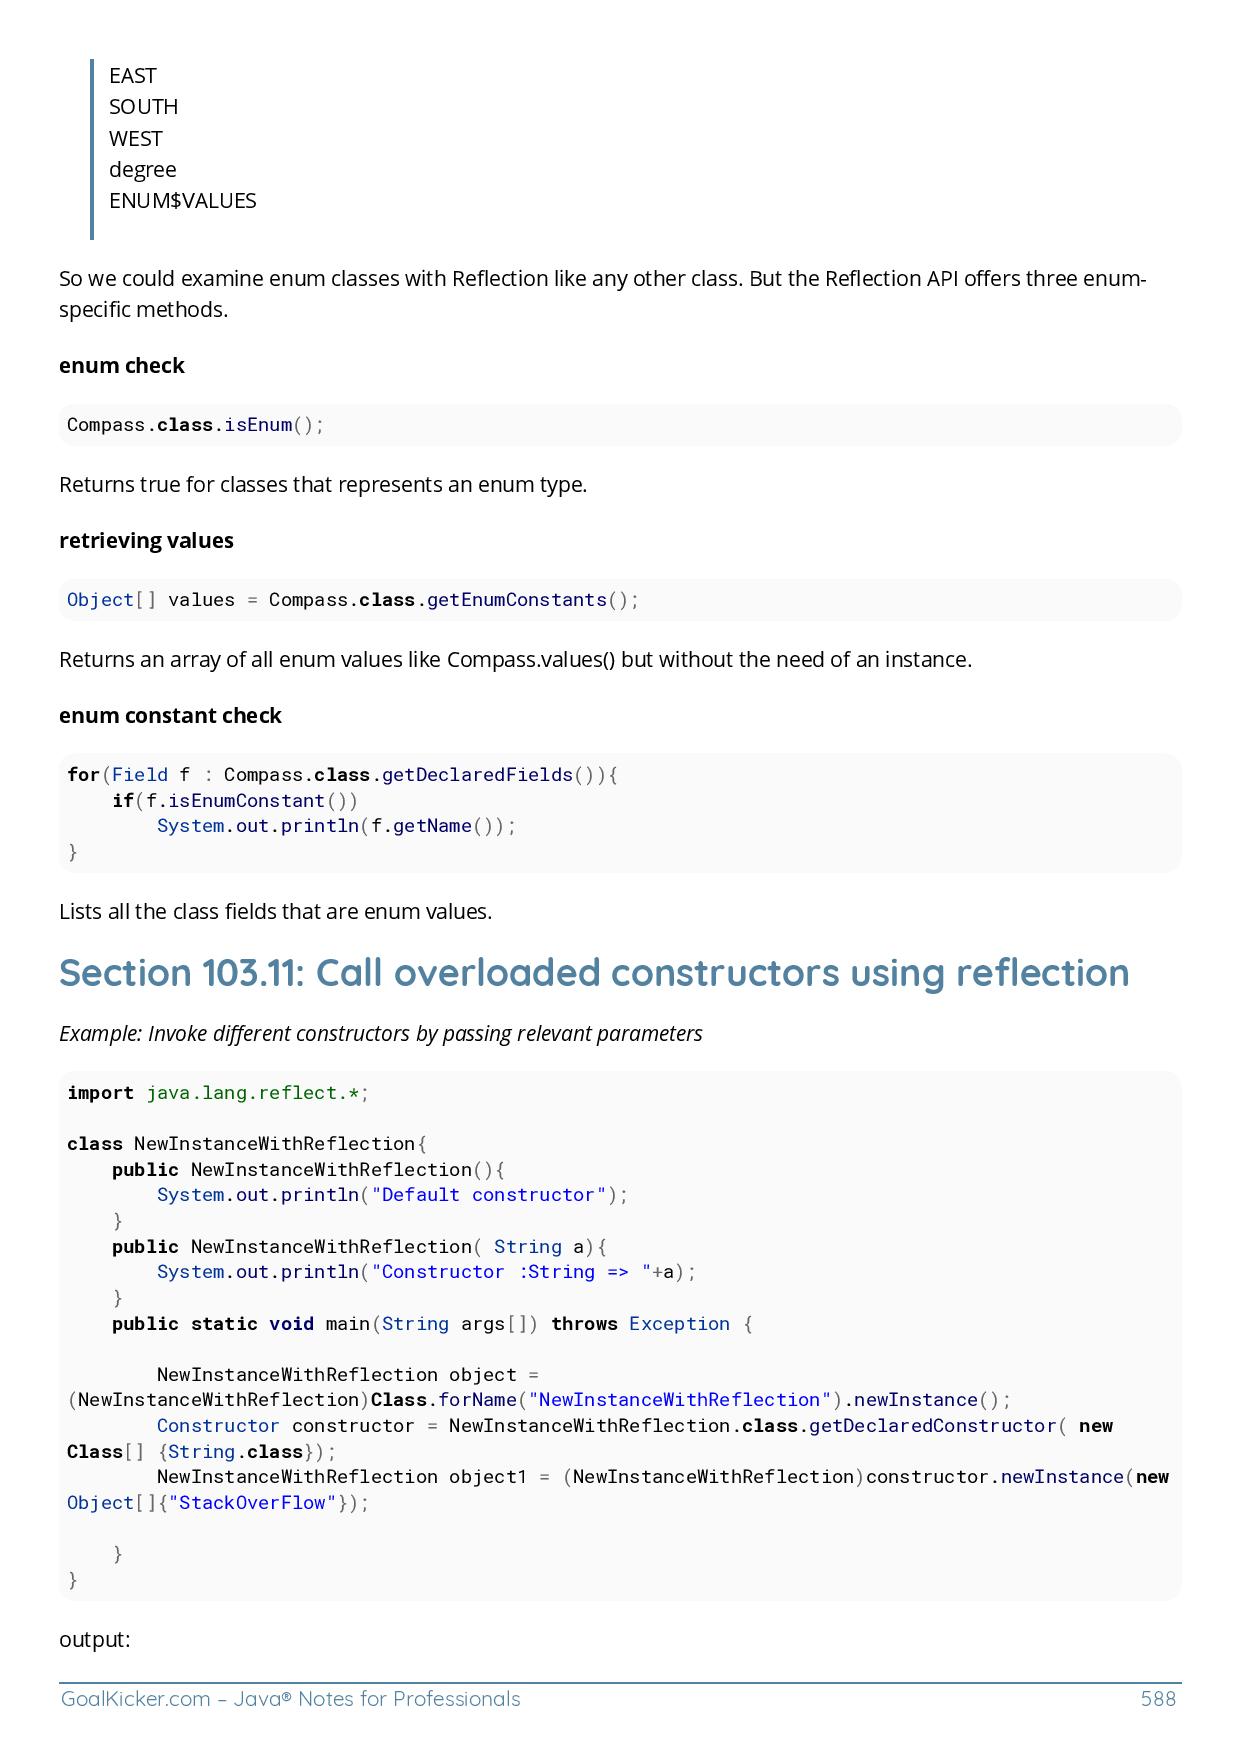 EAST
SOUTH
WEST
degree
ENUM$VALUES
So we could examine enum classes with Reflection like any other class. But the Reflection API offers three enum-
specific methods.
enum check
Compass.class.isEnum();
Returns true for classes that represents an enum type.
retrieving values
Object[] values = Compass.class.getEnumConstants();
Returns an array of all enum values like Compass.values() but without the need of an instance.
enum constant check
for(Field f : Compass.class.getDeclaredFields()){
    if(f.isEnumConstant())
        System.out.println(f.getName());
}
Lists all the class fields that are enum values.
Section 103.11: Call overloaded constructors using reflection
Example: Invoke different constructors by passing relevant parameters
import java.lang.reflect.*;
class NewInstanceWithReflection{
    public NewInstanceWithReflection(){
        System.out.println("Default constructor");
    }
    public NewInstanceWithReflection( String a){
        System.out.println("Constructor :String => "+a);
    }
    public static void main(String args[]) throws Exception {
        NewInstanceWithReflection object =
(NewInstanceWithReflection)Class.forName("NewInstanceWithReflection").newInstance();
        Constructor constructor = NewInstanceWithReflection.class.getDeclaredConstructor( new
Class[] {String.class});
        NewInstanceWithReflection object1 = (NewInstanceWithReflection)constructor.newInstance(new
Object[]{"StackOverFlow"});
    }
}
output:
GoalKicker.com – Java® Notes for Professionals 588